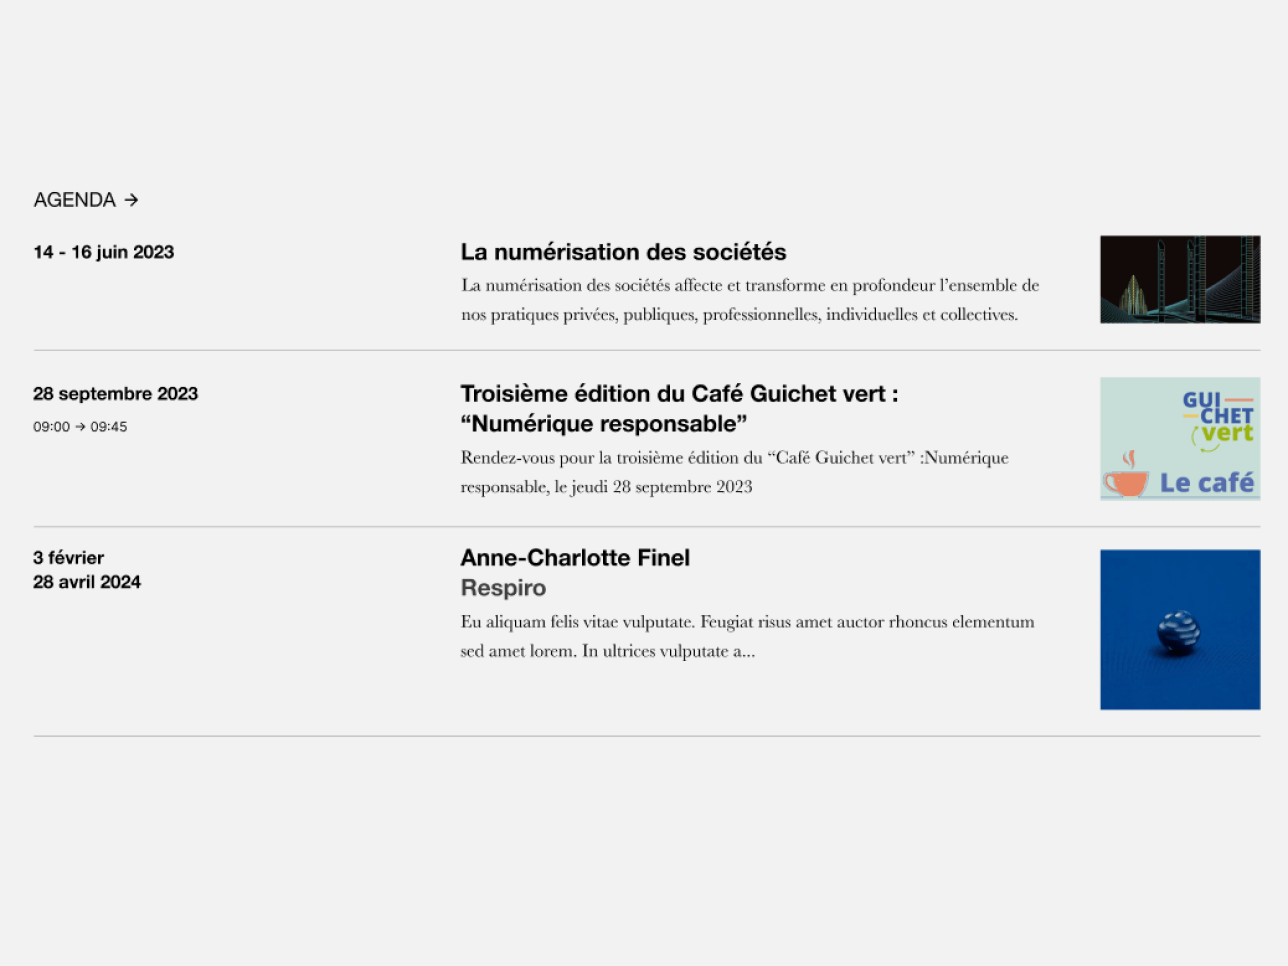 AGENDA →
14 - 16 juin 2023
La numérisation des sociétés
La numérisation des sociétés affecte et transforme en profondeur l’ensemble de
nos pratiques privées, publiques, professionnelles, individuelles et collectives.
28 septembre 2023
09:00 → 09:45
Troisième édition du Café Guichet vert :
“Numérique responsable”
Rendez-vous pour la troisième édition du “Café Guichet vert” :Numérique
responsable, le jeudi 28 septembre 2023
GUI
CHET
vert
Le café
3 février
28 avril 2024
Anne-Charlotte Finel
Respiro
Eu aliquam felis vitae vulputate. Feugiat risus amet auctor rhoncus elementum
sed amet lorem. In ultrices vulputate a...